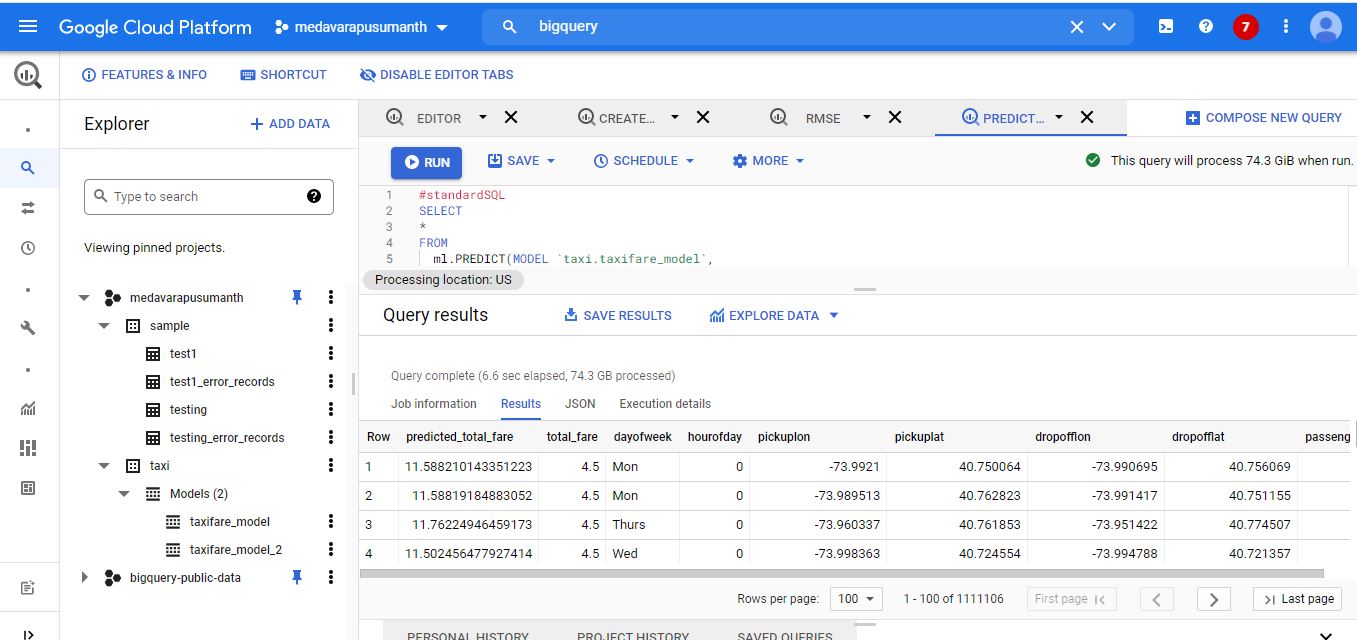 Google Cloud Platform medavarapusumanth bigquery 7
FEATURES & INFO SHORTCUT DISABLE EDITOR TABS
Explorer + ADD DATA
Type to search
Viewing pinned projects.
medavarapusumanth
sample
test1
test1_error_records
testing
testing_error_records
taxi
Models (2)
taxifare_model
taxifare_model_2
bigquery-public-data
EDITOR CREATE... RMSE PREDICT... COMPOSE NEW QUERY
RUN SAVE SCHEDULE MORE This query will process 74.3 GiB when run.
1 #standardSQL
2 SELECT
3 *
4 FROM
5 ml.PREDICT(MODEL `taxi.taxifare_model`,
Processing location: US
Query results SAVE RESULTS EXPLORE DATA
Query complete (6.6 sec elapsed, 74.3 GB processed)
Job information Results JSON Execution details
Row predicted_total_fare total_fare dayofweek hourofday pickuplon pickuplat dropofflon dropofflat passeng
1 11.588210143351223 4.5 Mon 0 -73.9921 40.750064 -73.990695 40.756069
2 11.58819184883052 4.5 Mon 0 -73.989513 40.762823 -73.991417 40.751155
3 11.76224946459173 4.5 Thurs 0 -73.960337 40.761853 -73.951422 40.774507
4 11.502456477927414 4.5 Wed 0 -73.998363 40.724554 -73.994788 40.721357
Rows per page: 100 1 - 100 of 1111106 First page Last page
PERSONAL HISTORY PROJECT HISTORY SAVED QUERIES